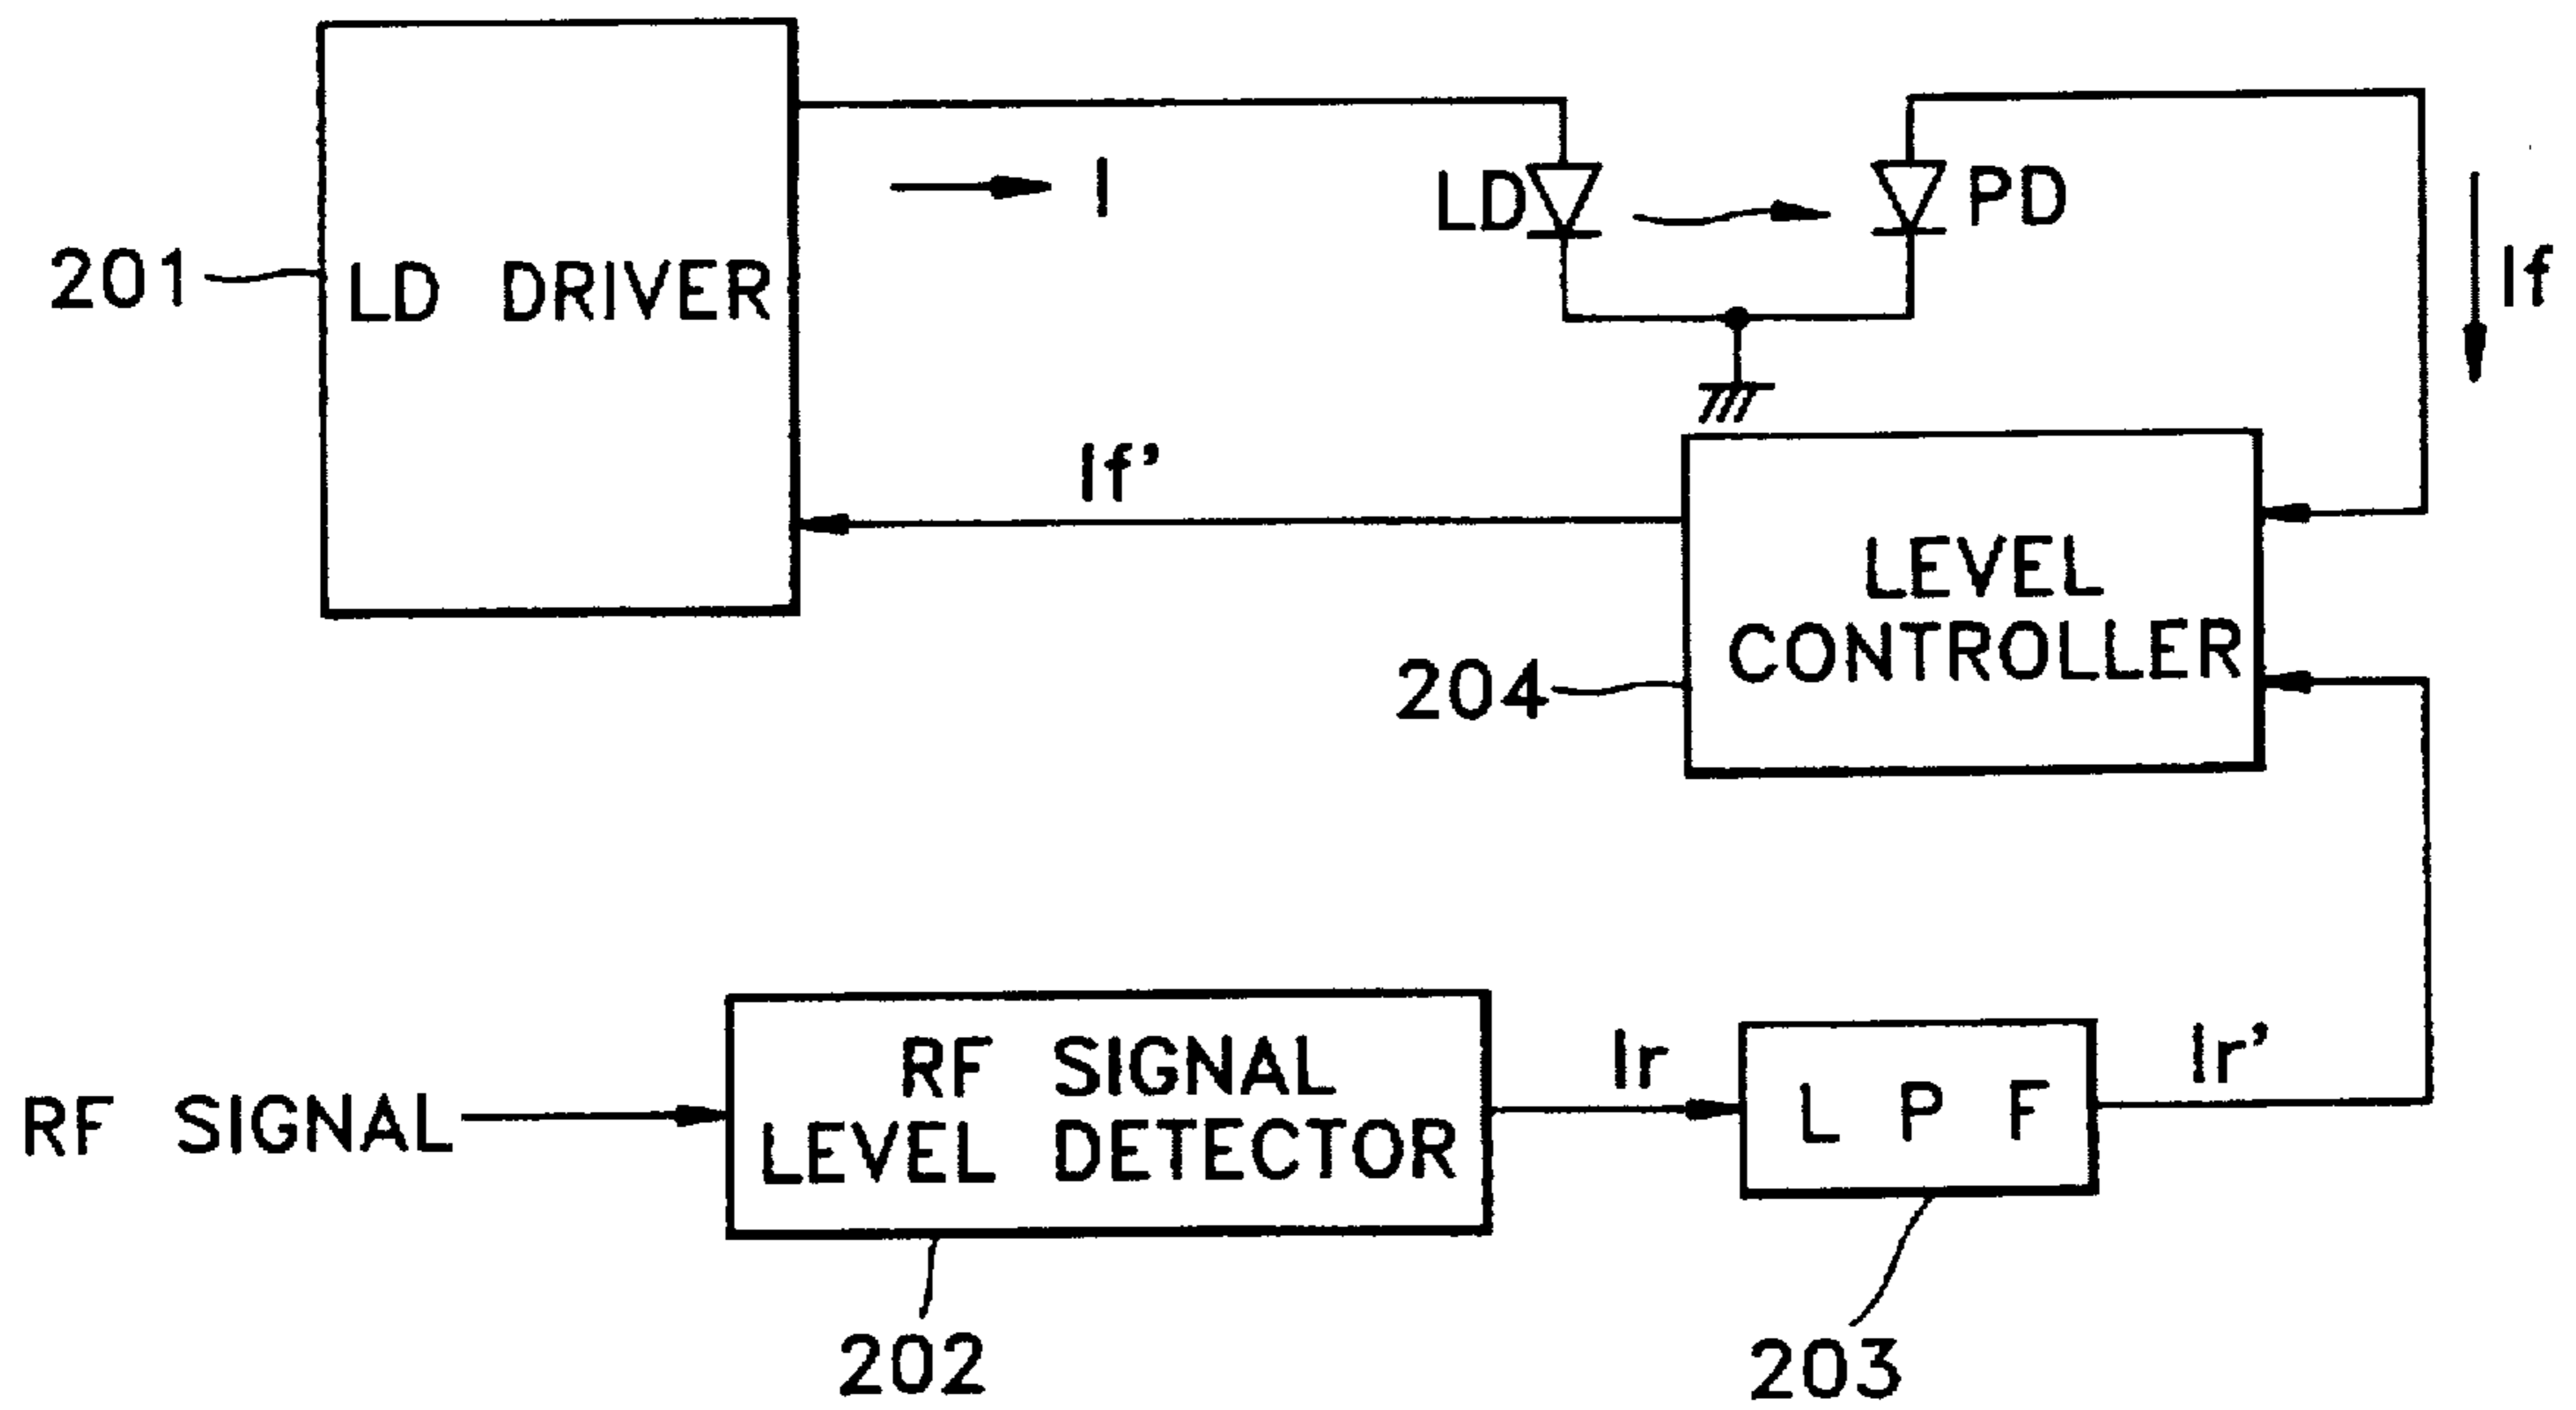 I
LD
PD
201
LD DRIVER
If
If'
LEVEL
CONTROLLER
204
RF SIGNAL
RF SIGNAL
LEVEL DETECTOR
Ir
L P F
Ir'
202
203